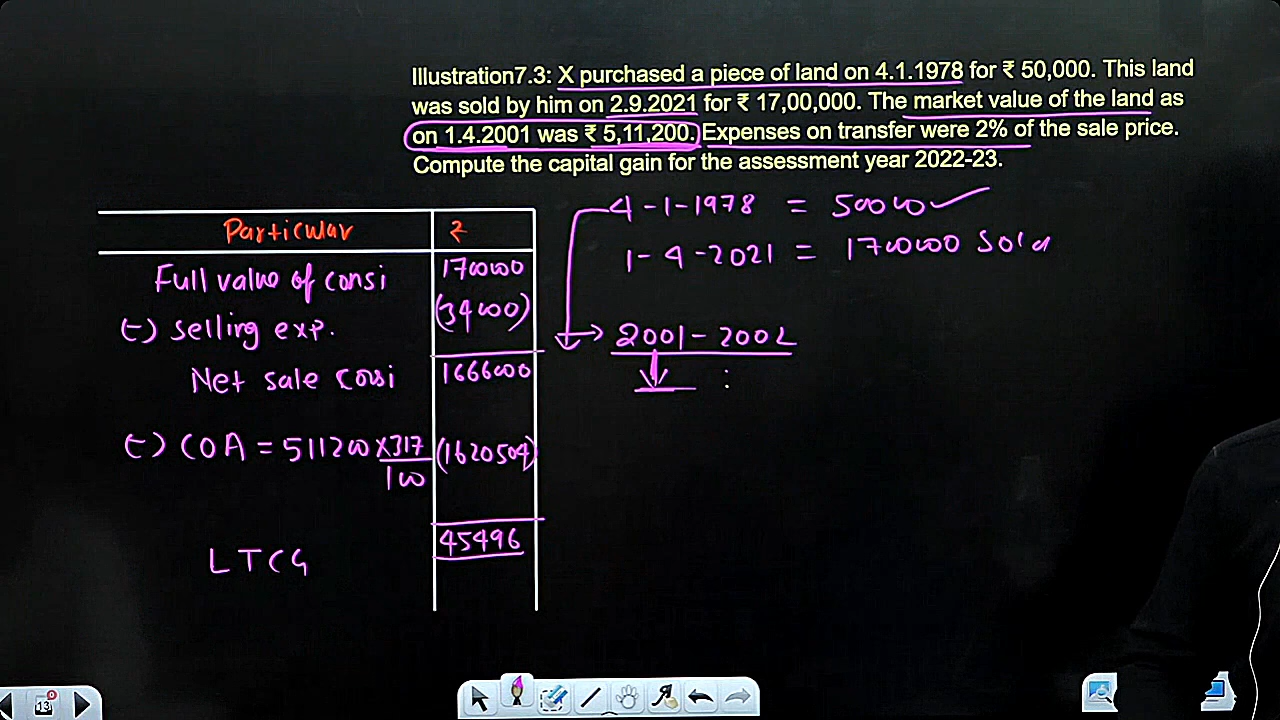 Illustration7.3: X purchased a piece of land on 4.1.1978 for ₹ 50,000. This land
was sold by him on 2.9.2021 for ₹ 17,00,000. The market value of the land as
on 1.4.2001 was ₹ 5,11,200. Expenses on transfer were 2% of the sale price.
Compute the capital gain for the assessment year 2022-23.
4-1-1978 = 50000
1-4-2021 = 1700000 Sold
2001-2002
:
Particular ₹
Full value of consi 1700000
(-) Selling exp. (34000)
Net sale consi 1666000
(-) COA = 511200 × 317/100 (1620504)
LTCG 45496
13
0